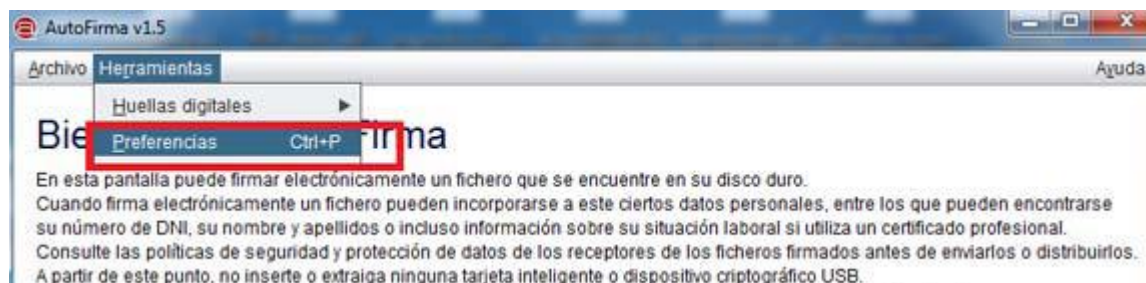 AutoFirma v1.5
Archivo Herramientas Ayuda
Huellas digitales
Preferencias Ctrl+P
Bie Firma
En esta pantalla puede firmar electrónicamente un fichero que se encuentre en su disco duro.
Cuando firma electrónicamente un fichero pueden incorporarse a este ciertos datos personales, entre los que pueden encontrarse
su número de DNI, su nombre y apellidos o incluso información sobre su situación laboral si utiliza un certificado profesional.
Consulte las políticas de seguridad y protección de datos de los receptores de los ficheros firmados antes de enviarlos o distribuirlos.
A partir de este punto, no inserte o extraiga ninguna tarjeta inteligente o dispositivo criptográfico USB.